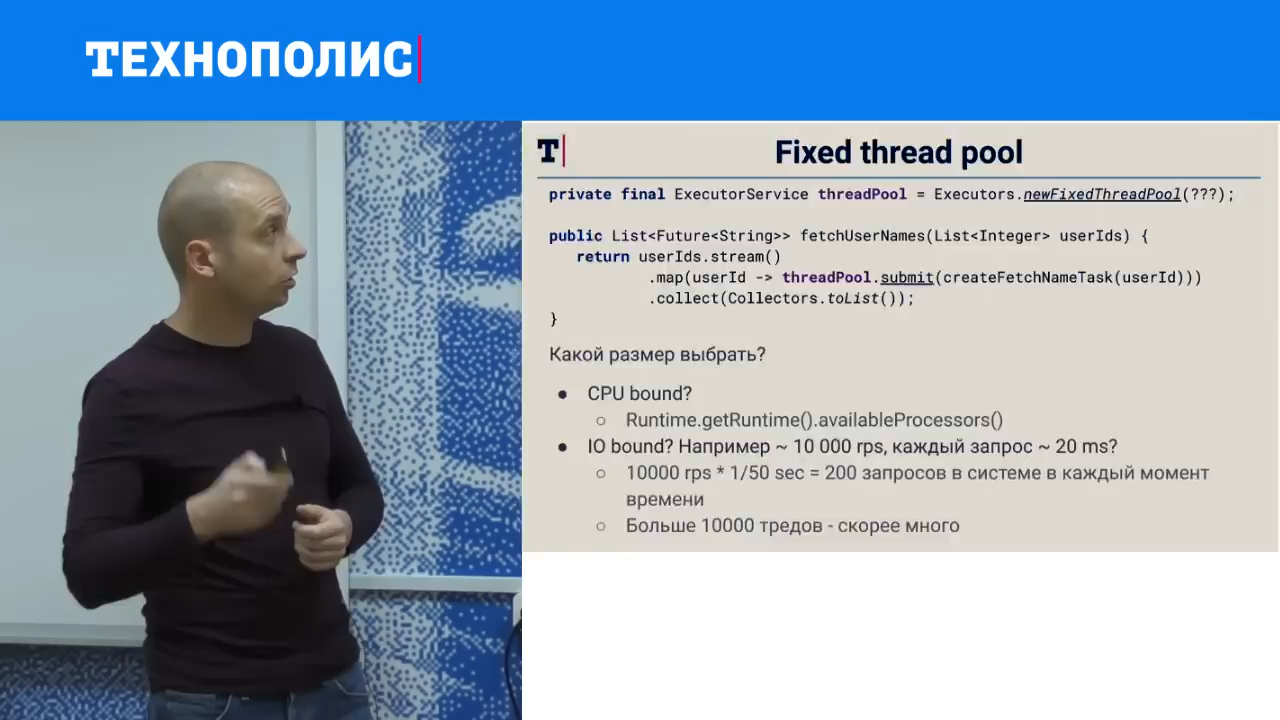 ТЕХНОПОЛИС
T Fixed thread pool
private final ExecutorService threadPool = Executors.newFixedThreadPool(???);
public List<Future<String>> fetchUserNames(List<Integer> userIds) {
return userIds.stream()
.map(userId -> threadPool.submit(createFetchNameTask(userId)))
.collect(Collectors.toList());
}
Какой размер выбрать?
● CPU bound?
○ Runtime.getRuntime().availableProcessors()
● IO bound? Например ~ 10 000 rps, каждый запрос ~ 20 ms?
○ 10000 rps * 1/50 sec = 200 запросов в системе в каждый момент
времени
○ Больше 10000 тредов - скорее много